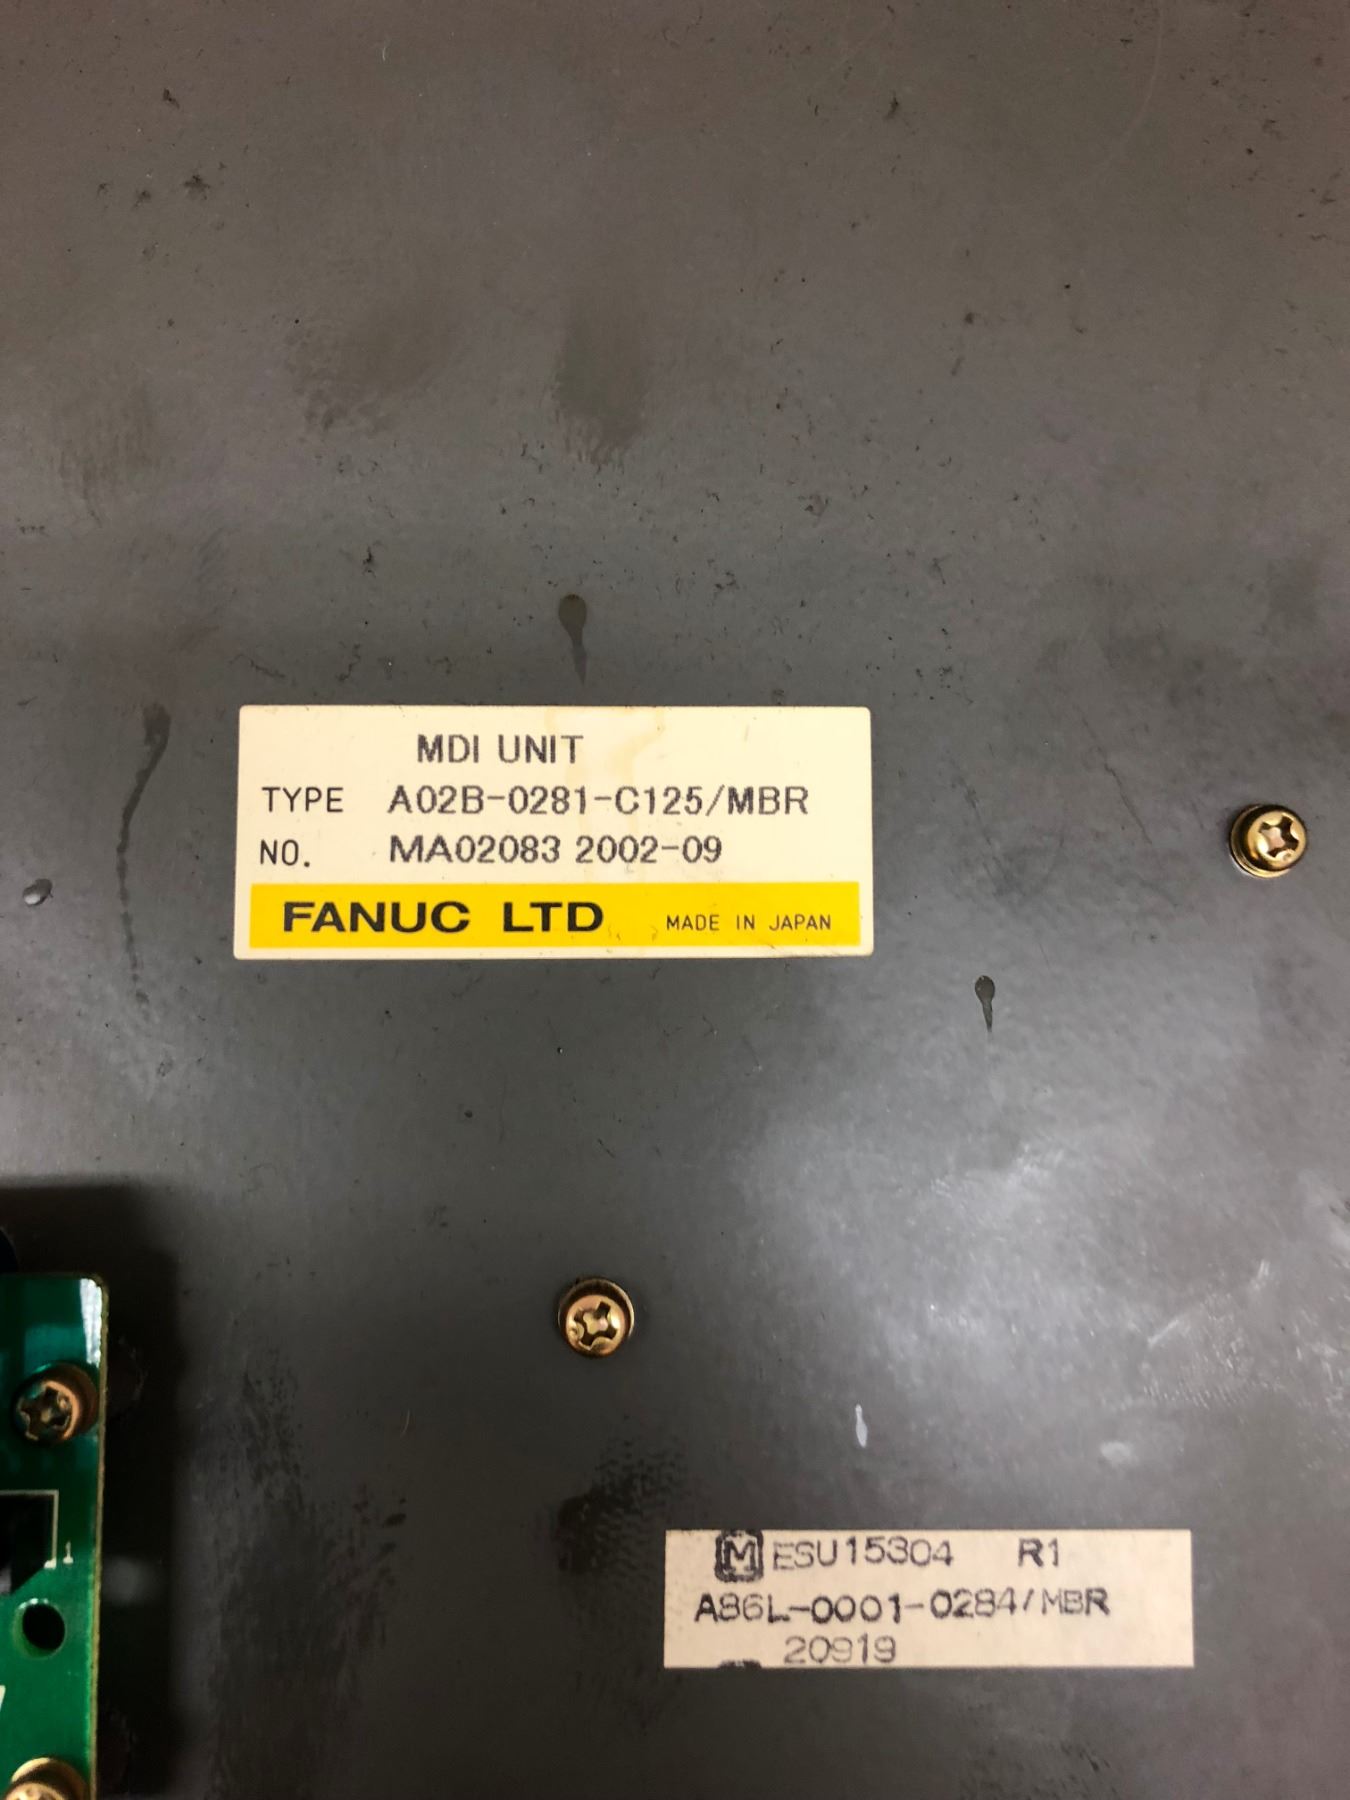 MDI UNIT
TYPE A02B-0281-C125/MBR
NO. MA02083 2002-09
FANUC LTD MADE IN JAPAN
M ESU15304 R1
A86L-0001-0284/MBR
20919
1